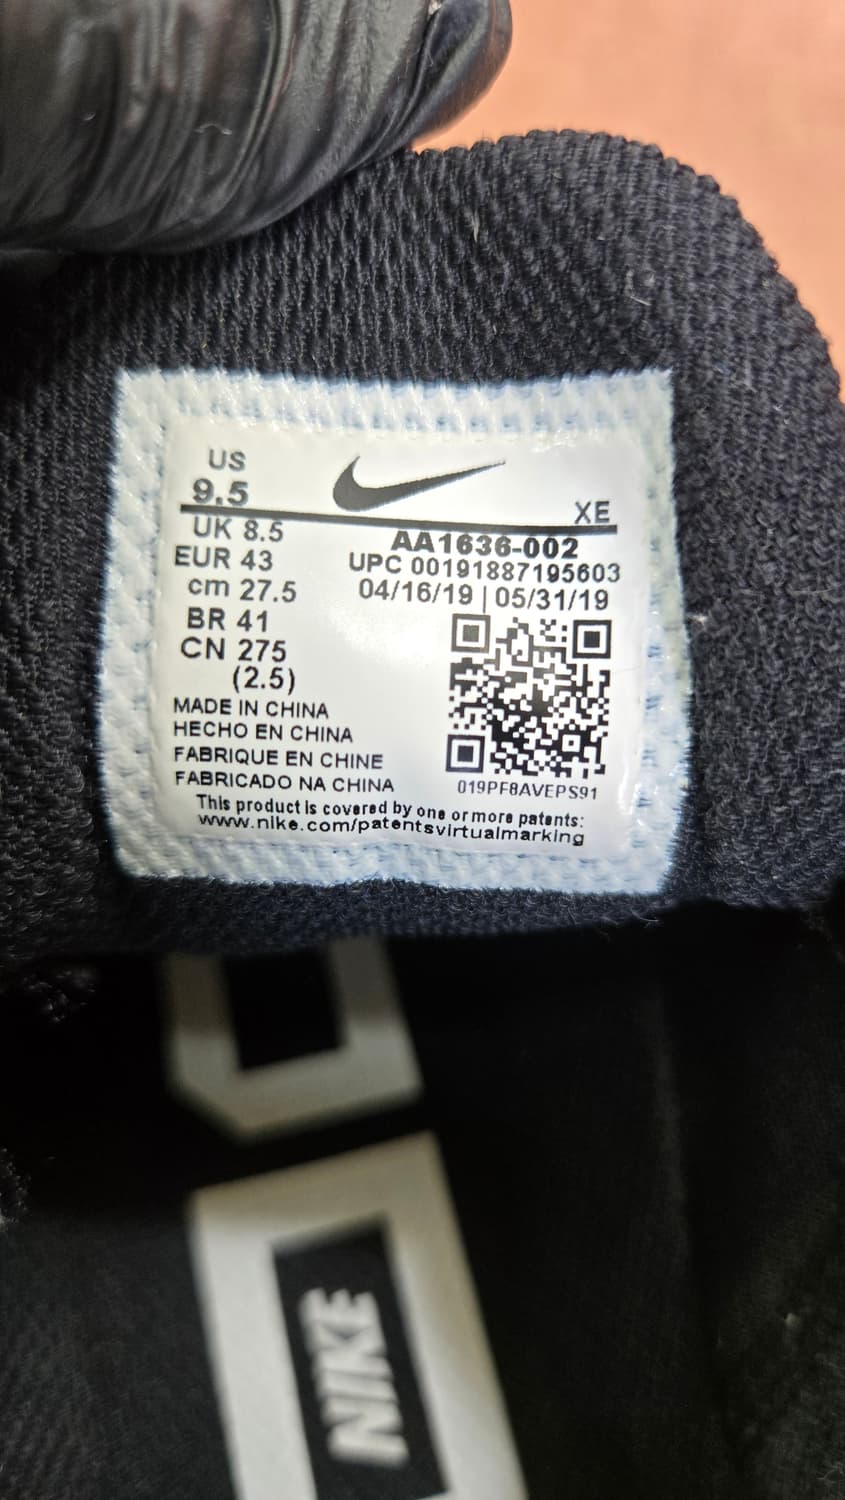 US
9.5
XE
UK 8.5
AA1636-002
EUR 43
UPC 00191887195603
cm 27.5
04/16/19 | 05/31/19
BR 41
CN 275
(2.5)
MADE IN CHINA
HECHO EN CHINA
FABRIQUE EN CHINE
FABRICADO NA CHINA
019PF8AVEPS91
This product is covered by one or more patents:
www.nike.com/patentsvirtualmarking
NIKE